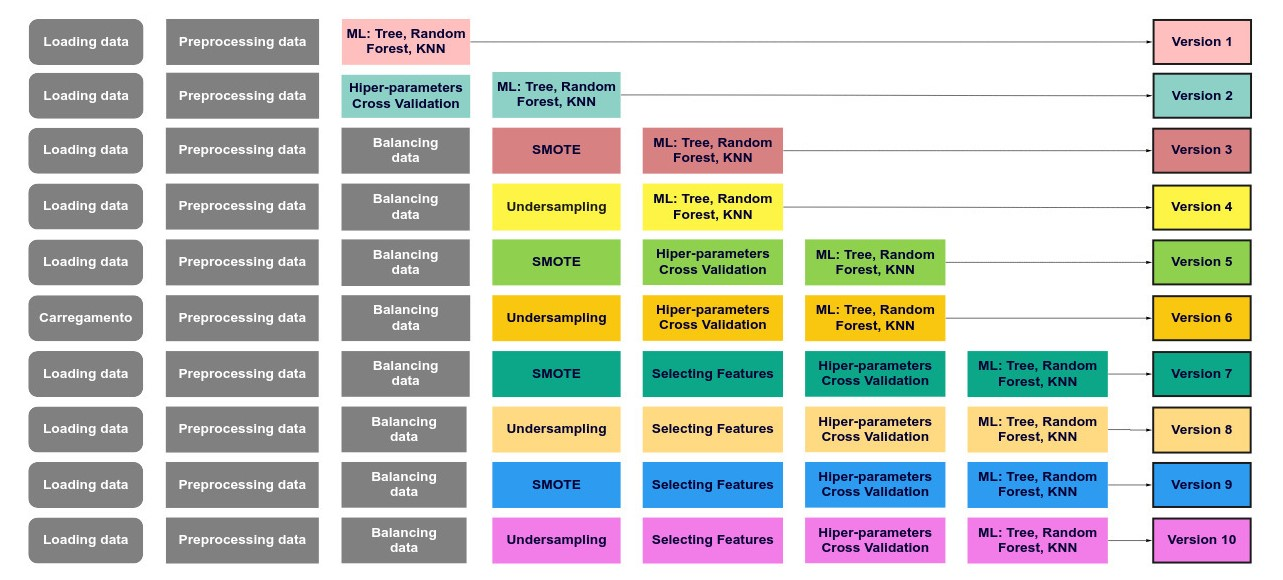 Loading data
Preprocessing data
ML: Tree, Random
Forest, KNN
Version 1
Loading data
Preprocessing data
Hiper-parameters
Cross Validation
ML: Tree, Random
Forest, KNN
Version 2
Loading data
Preprocessing data
Balancing
data
SMOTE
ML: Tree, Random
Forest, KNN
Version 3
Loading data
Preprocessing data
Balancing
data
Undersampling
ML: Tree, Random
Forest, KNN
Version 4
Loading data
Preprocessing data
Balancing
data
SMOTE
Hiper-parameters
Cross Validation
ML: Tree, Random
Forest, KNN
Version 5
Carregamento
Preprocessing data
Balancing
data
Undersampling
Hiper-parameters
Cross Validation
ML: Tree, Random
Forest, KNN
Version 6
Loading data
Preprocessing data
Balancing
data
SMOTE
Selecting Features
Hiper-parameters
Cross Validation
ML: Tree, Random
Forest, KNN
Version 7
Loading data
Preprocessing data
Balancing
data
Undersampling
Selecting Features
Hiper-parameters
Cross Validation
ML: Tree, Random
Forest, KNN
Version 8
Loading data
Preprocessing data
Balancing
data
SMOTE
Selecting Features
Hiper-parameters
Cross Validation
ML: Tree, Random
Forest, KNN
Version 9
Loading data
Preprocessing data
Balancing
data
Undersampling
Selecting Features
Hiper-parameters
Cross Validation
ML: Tree, Random
Forest, KNN
Version 10